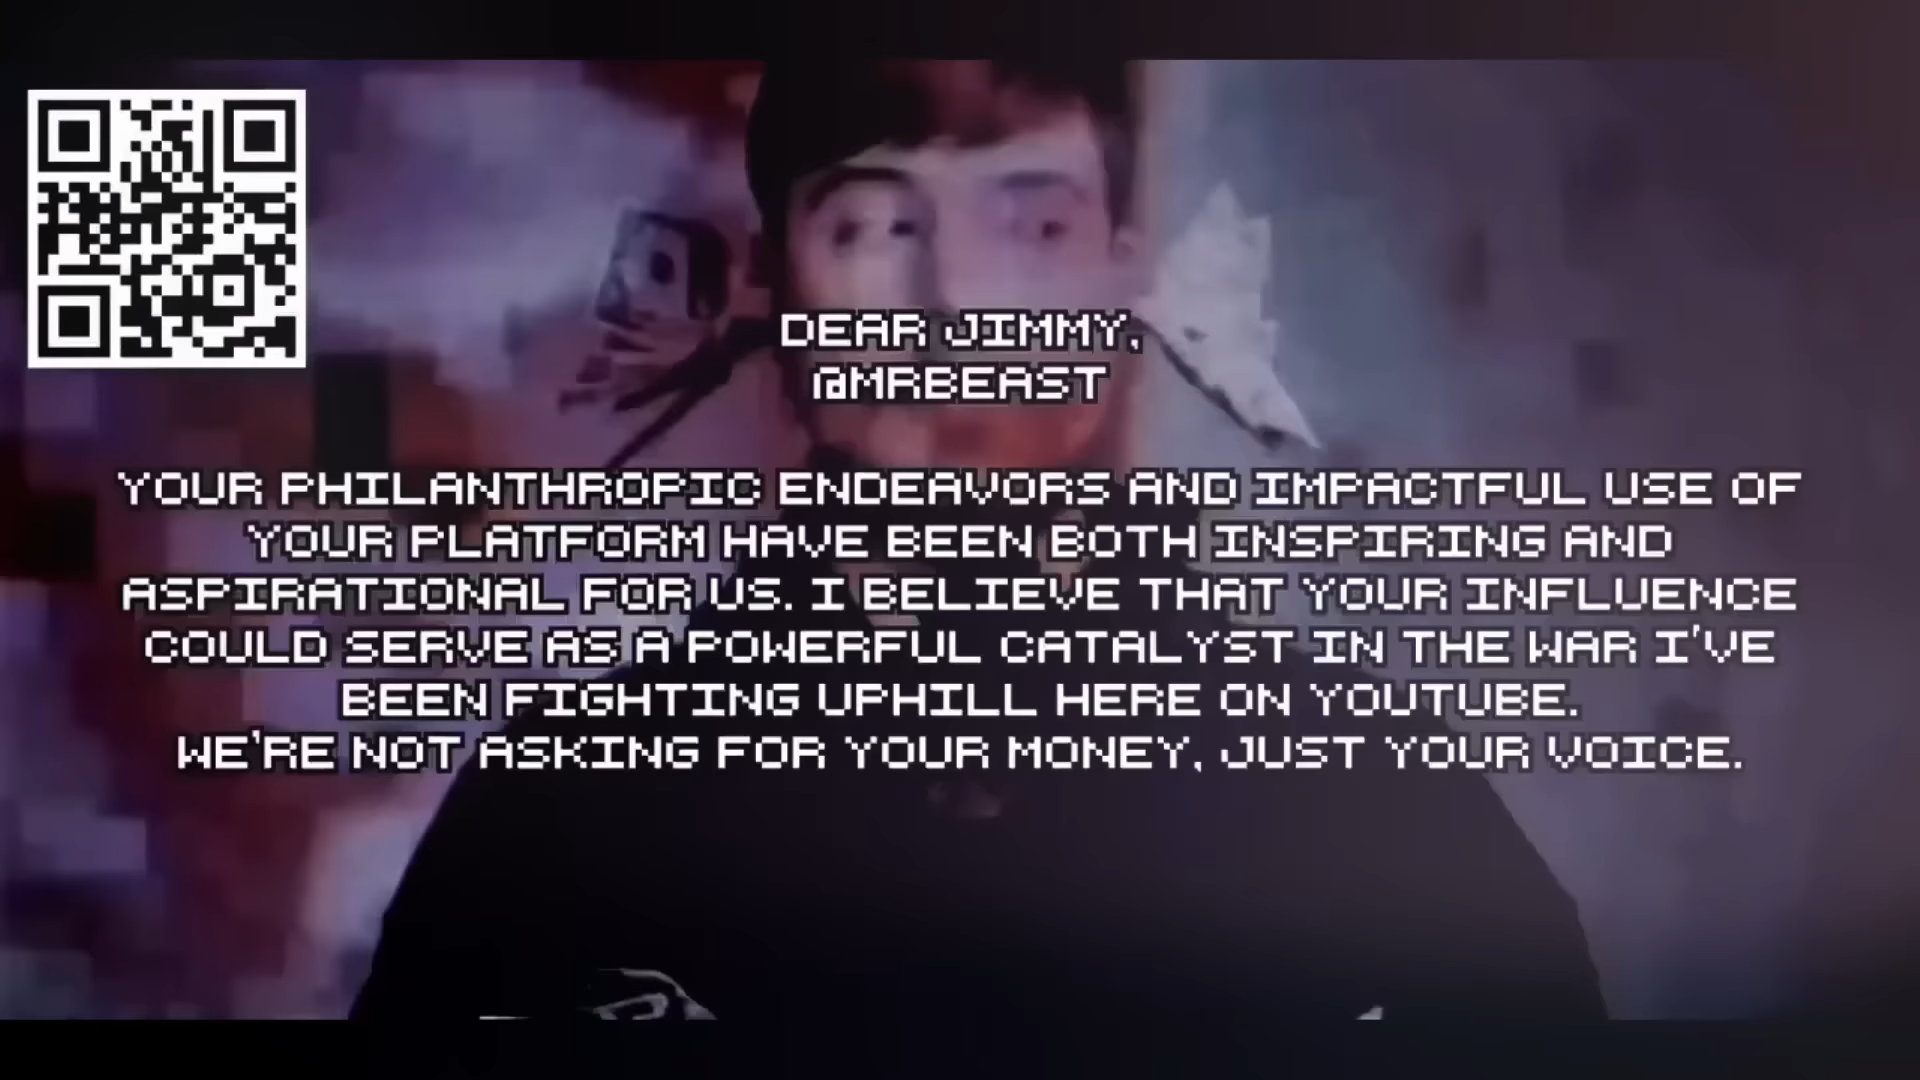 DEAR JIMMY,
@MRBEAST
YOUR PHILANTHROPIC ENDEAVORS AND IMPACTFUL USE OF
YOUR PLATFORM HAVE BEEN BOTH INSPIRING AND
ASPIRATIONAL FOR US. I BELIEVE THAT YOUR INFLUENCE
COULD SERVE AS A POWERFUL CATALYST IN THE WAR I'VE
BEEN FIGHTING UPHILL HERE ON YOUTUBE.
WE'RE NOT ASKING FOR YOUR MONEY, JUST YOUR VOICE.